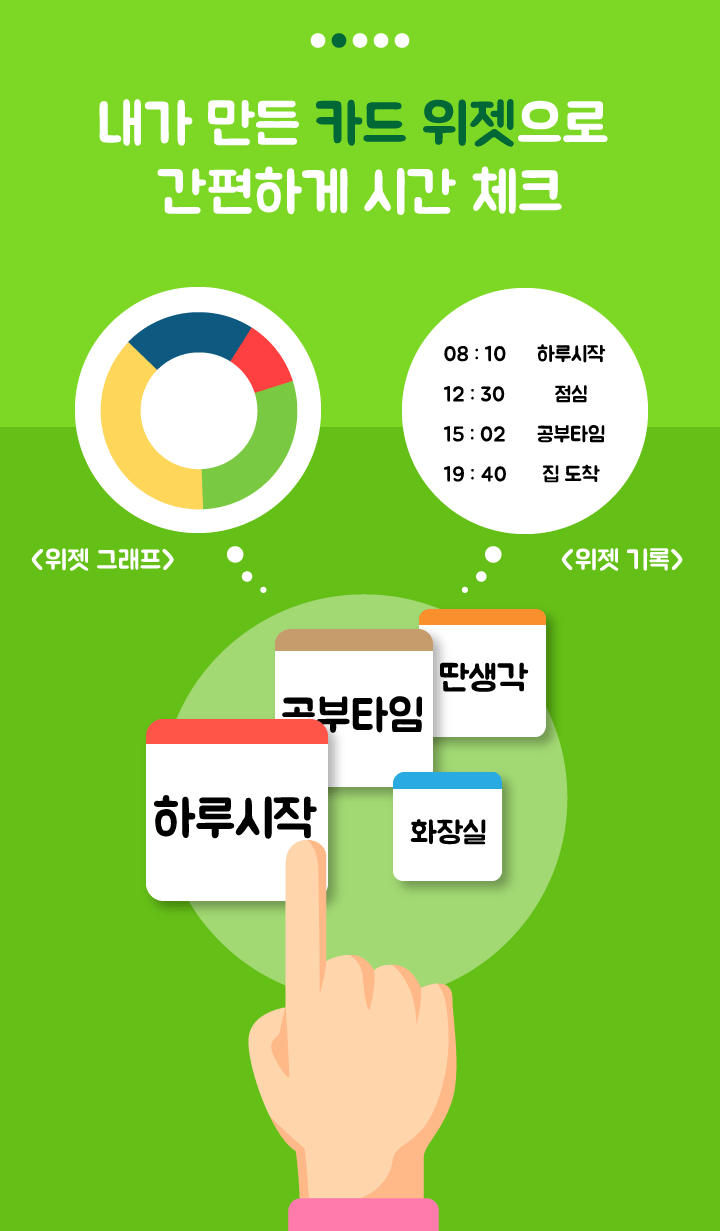 내가 만든 카드 위젯으로
간편하게 시간 체크
08 : 10 하루시작
12 : 30 점심
15 : 02 공부타임
19 : 40 집 도착
<위젯 그래프>
<위젯 기록>
딴생각
공부타임
하루시작
화장실